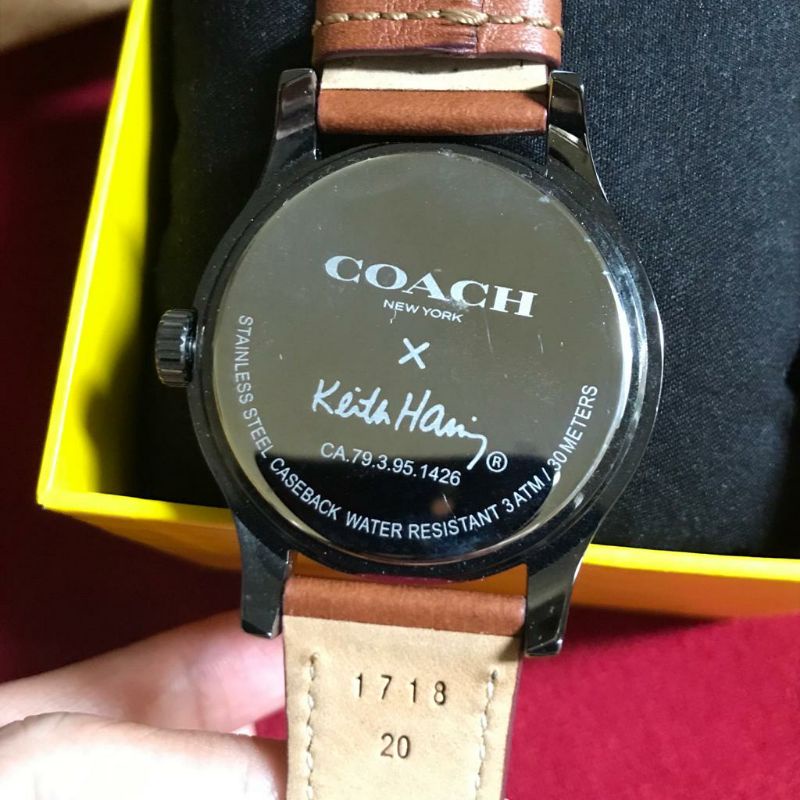 COACH
NEW YORK
X
Keith Haring ®
CA.79.3.95.1426
STAINLESS STEEL CASEBACK WATER RESISTANT 3 ATM / 30 METERS
1718
20